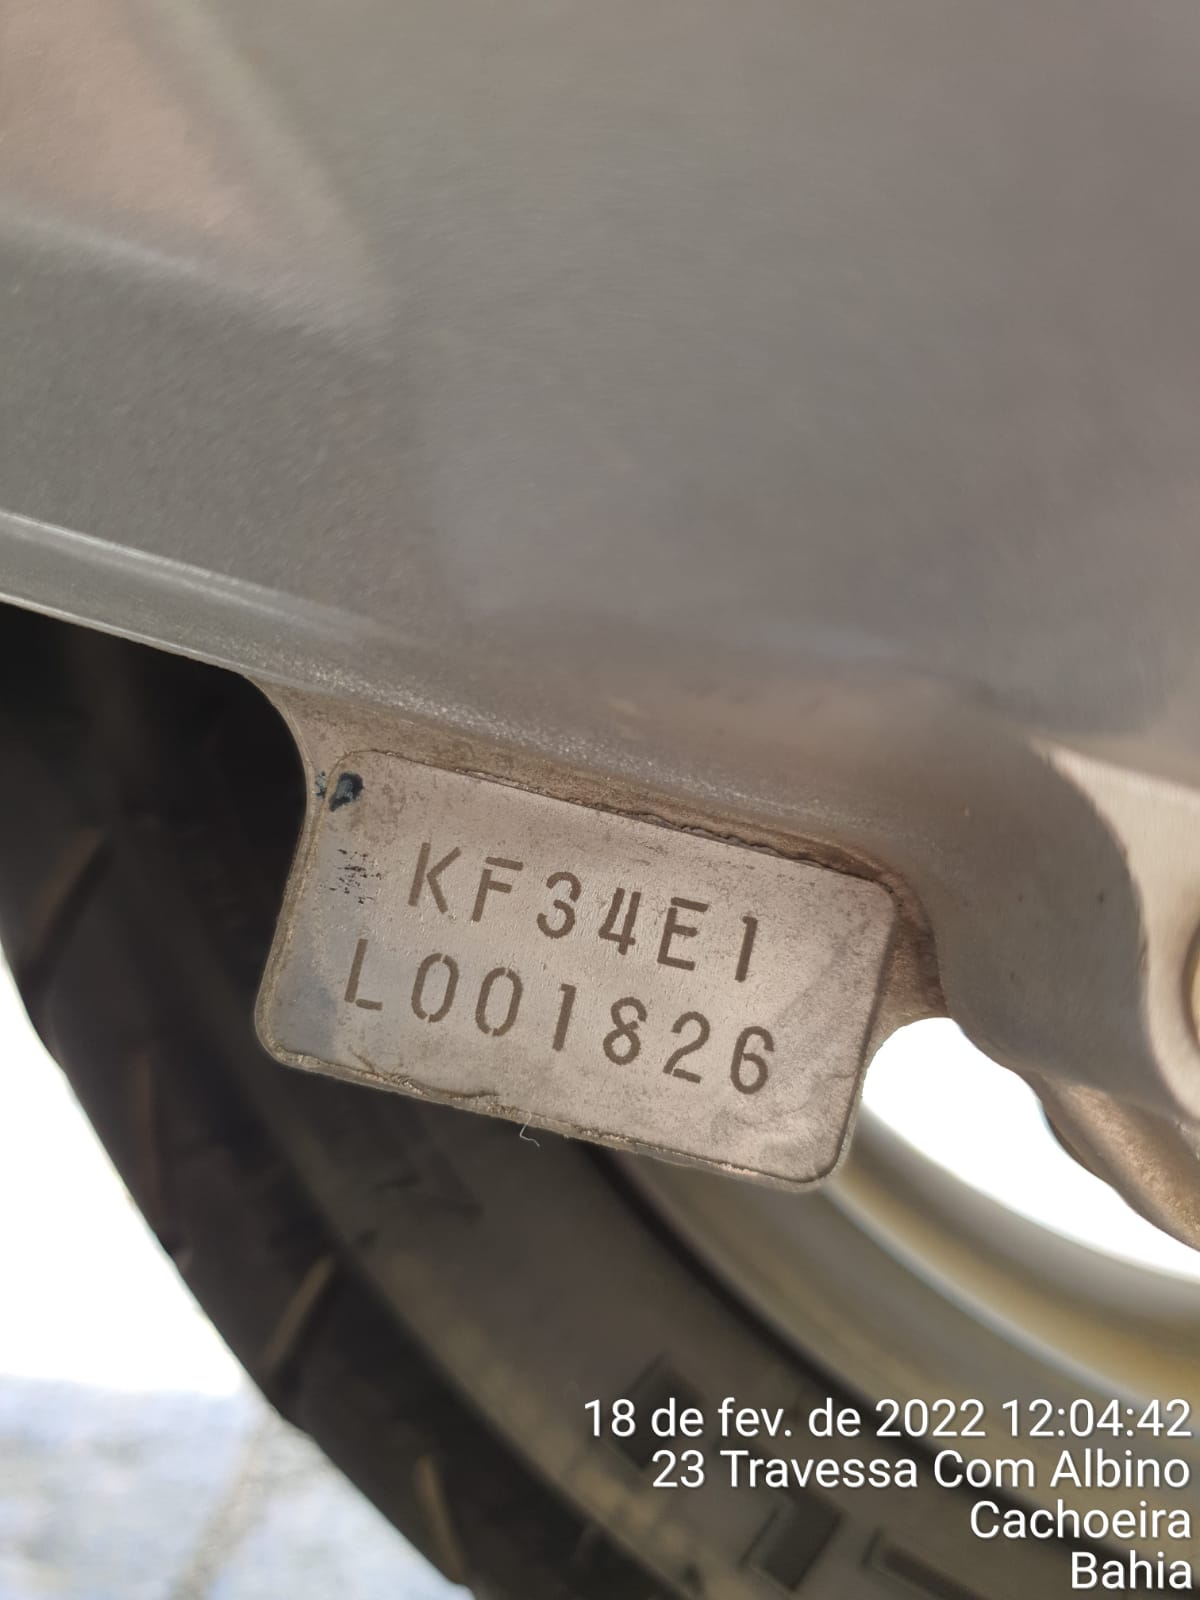 KF34E1
L001826
18 de fev. de 2022 12:04:42
23 Travessa Com Albino
Cachoeira
Bahia